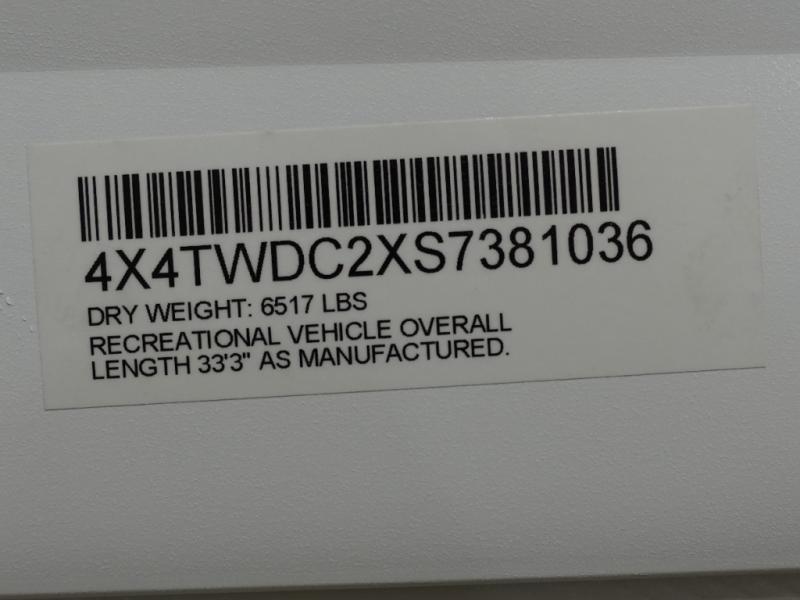 4X4TWDC2XS7381036
DRY WEIGHT: 6517 LBS
RECREATIONAL VEHICLE OVERALL
LENGTH 33'3" AS MANUFACTURED.